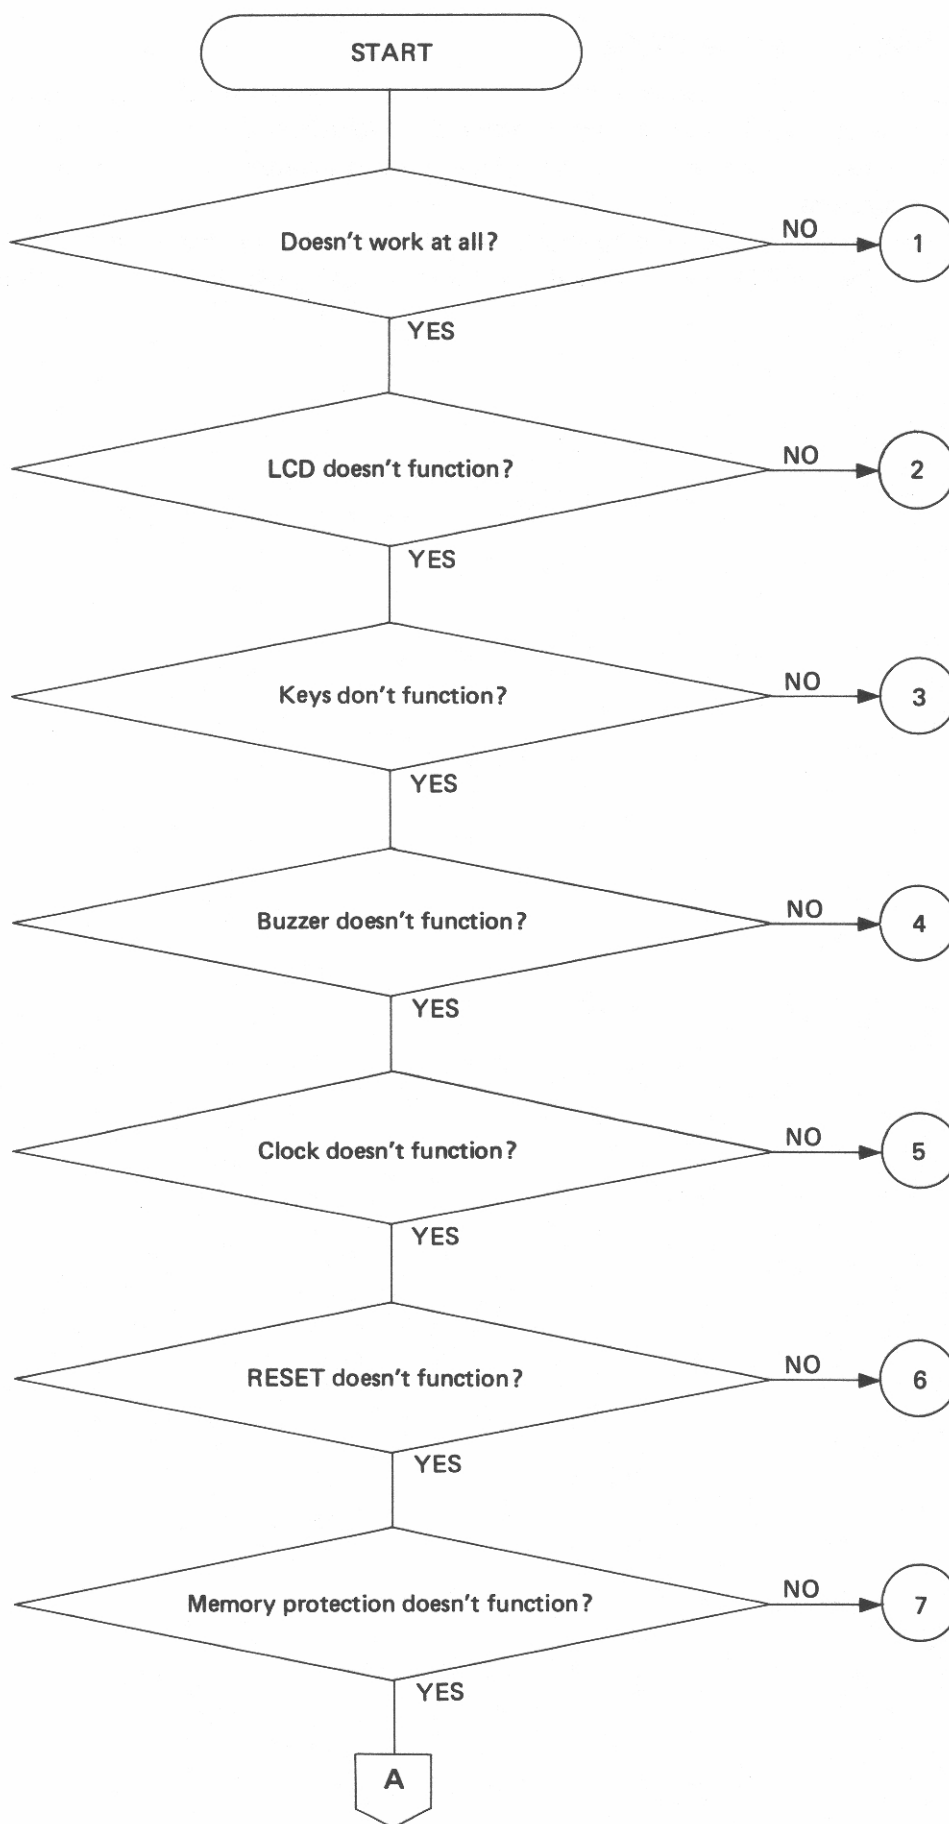 START
Doesn't work at all?
NO
1
YES
LCD doesn't function?
NO
2
YES
Keys don't function?
NO
3
YES
Buzzer doesn't function?
NO
4
YES
Clock doesn't function?
NO
5
YES
RESET doesn't function?
NO
6
YES
Memory protection doesn't function?
NO
7
YES
A